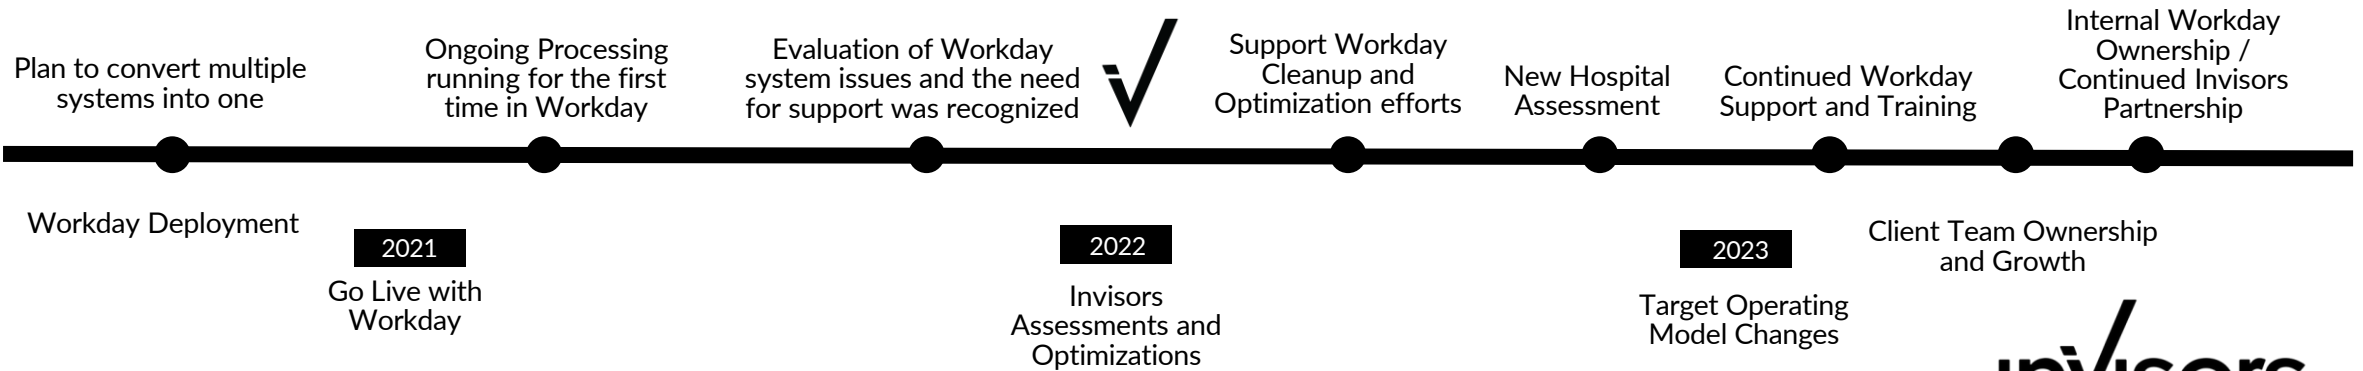 Plan to convert multiple
systems into one
Ongoing Processing
running for the first
time in Workday
Evaluation of Workday
system issues and the need
for support was recognized
Support Workday
Cleanup and
Optimization efforts
New Hospital
Assessment
Continued Workday
Support and Training
Internal Workday
Ownership /
Continued Invisors
Partnership
Workday Deployment
2021
Go Live with
Workday
2022
Invisors
Assessments and
Optimizations
2023
Target Operating
Model Changes
Client Team Ownership
and Growth
invisors